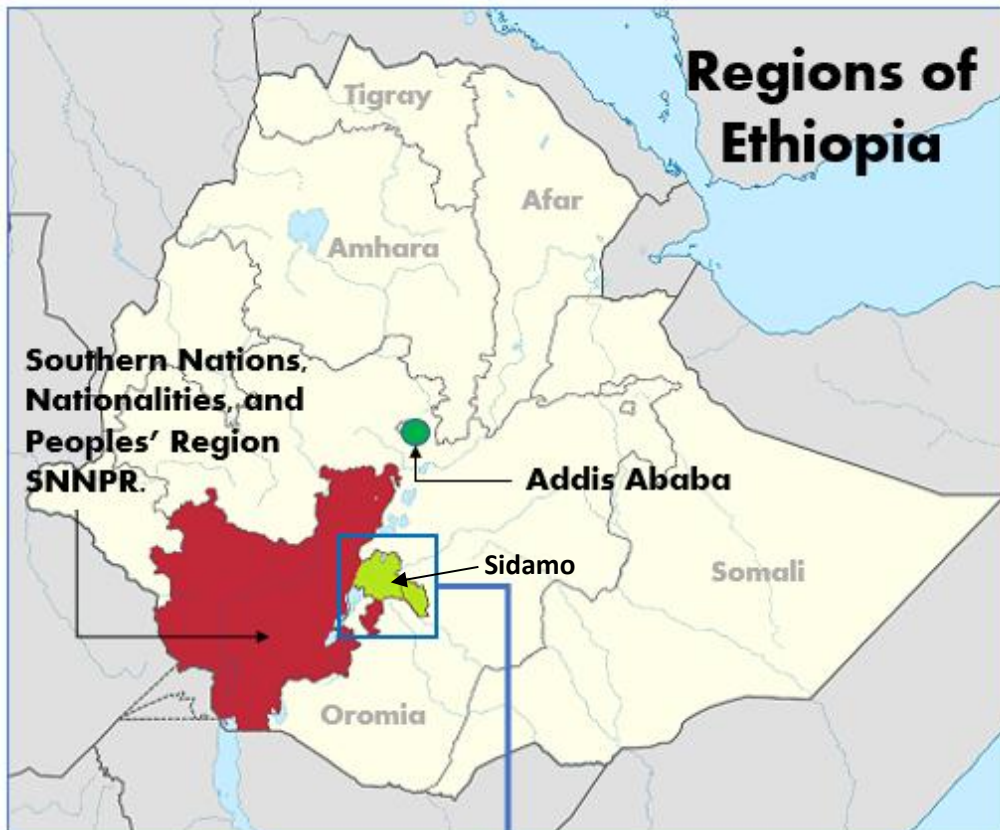 Regions of
Ethiopia
Tigray
Afar
Amhara
Southern Nations,
Nationalities, and
Peoples’ Region
SNNPR.
Addis Ababa
Sidamo
Somali
Oromia